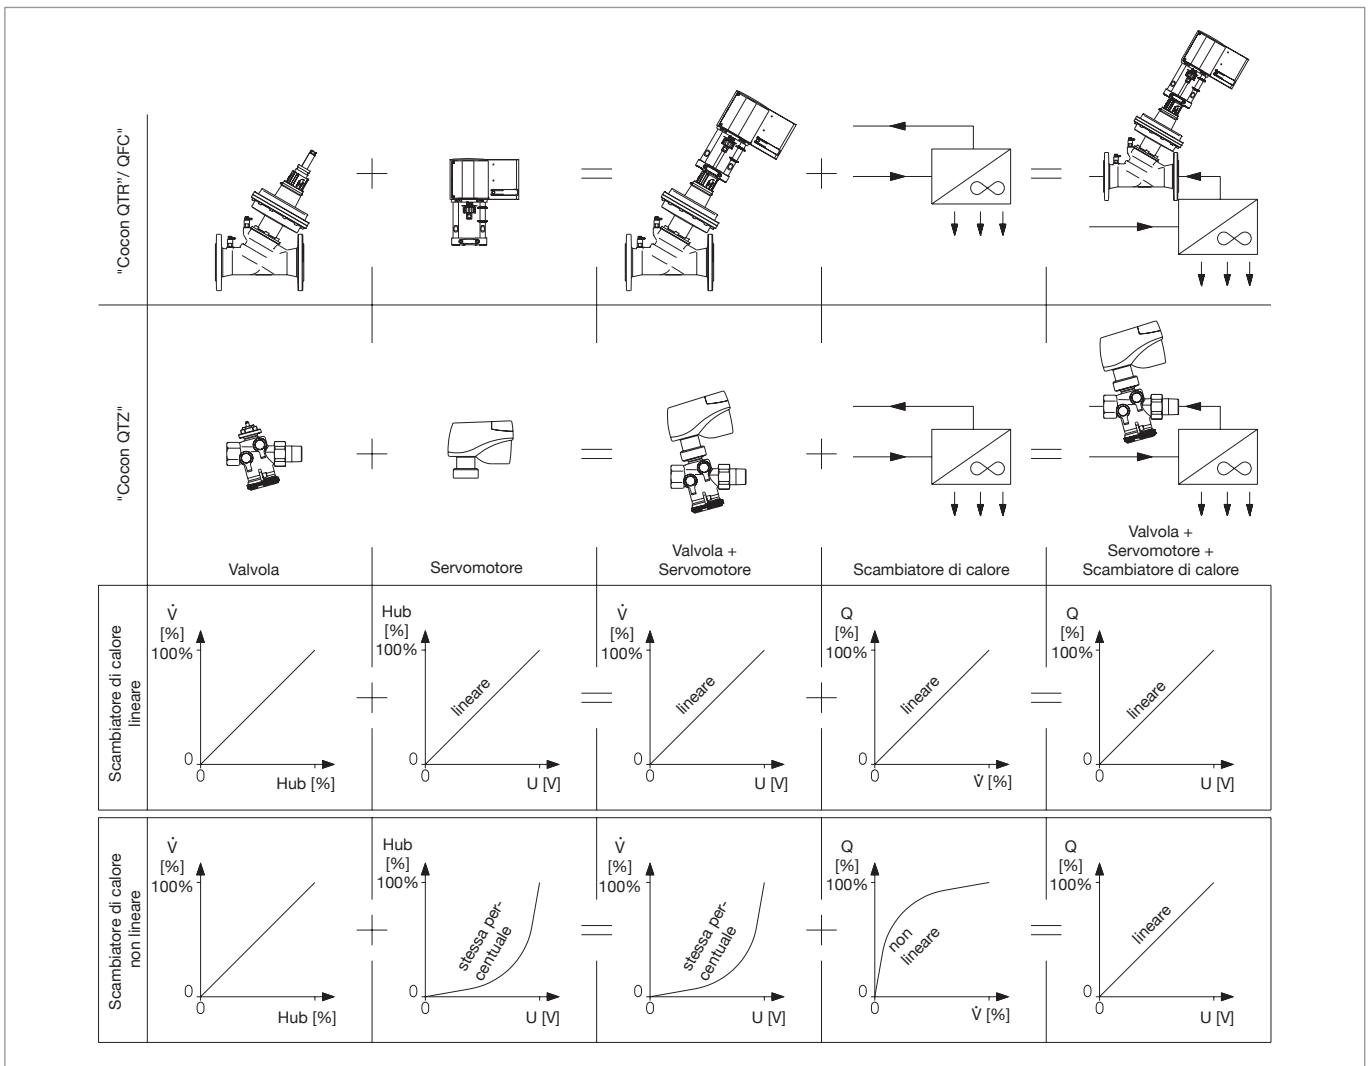 "Cocon QTR"/ QFC"
"Cocon QTZ"
Valvola
Servomotore
Valvola +
Servomotore
Scambiatore di calore
Valvola +
Servomotore +
Scambiatore di calore
Scambiatore di calore
lineare
V̇
[%]
100%
0
0
Hub [%]
Hub
[%]
100%
lineare
0
0
U [V]
V̇
[%]
100%
lineare
0
0
U [V]
Q
[%]
100%
lineare
0
0
V̇ [%]
Q
[%]
100%
lineare
0
0
U [V]
Scambiatore di calore
non lineare
V̇
[%]
100%
0
0
Hub [%]
Hub
[%]
100%
stessa per-
centuale
0
0
U [V]
V̇
[%]
100%
stessa per-
centuale
0
0
U [V]
Q
[%]
100%
non
lineare
0
0
V̇ [%]
Q
[%]
100%
lineare
0
0
U [V]